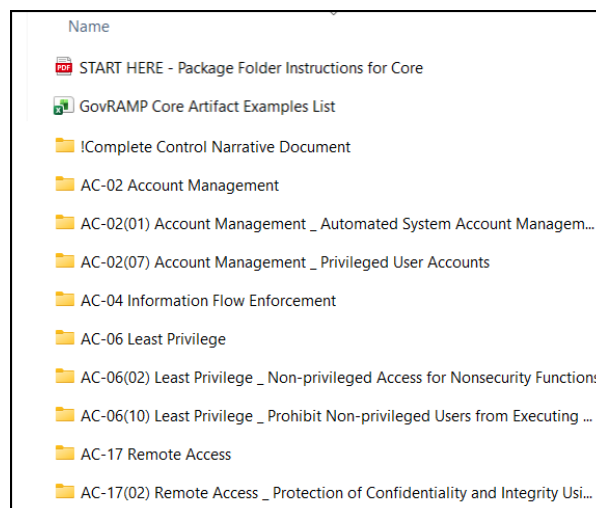 Name
PDF START HERE - Package Folder Instructions for Core
GovRAMP Core Artifact Examples List
!Complete Control Narrative Document
AC-02 Account Management
AC-02(01) Account Management _ Automated System Account Managem...
AC-02(07) Account Management _ Privileged User Accounts
AC-04 Information Flow Enforcement
AC-06 Least Privilege
AC-06(02) Least Privilege _ Non-privileged Access for Nonsecurity Functions
AC-06(10) Least Privilege _ Prohibit Non-privileged Users from Executing ...
AC-17 Remote Access
AC-17(02) Remote Access _ Protection of Confidentiality and Integrity Usi...